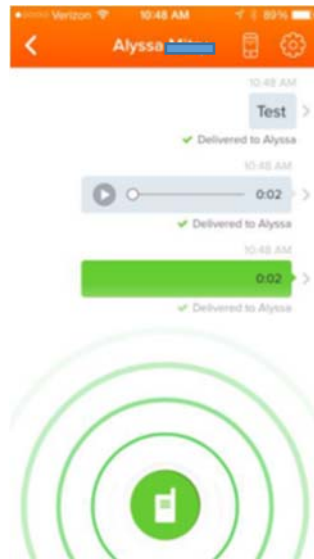 Verizon 10:48 AM 89%
Alyssa
10:48 AM
Test
Delivered to Alyssa
10:48 AM
0:02
Delivered to Alyssa
10:48 AM
0:02
Delivered to Alyssa